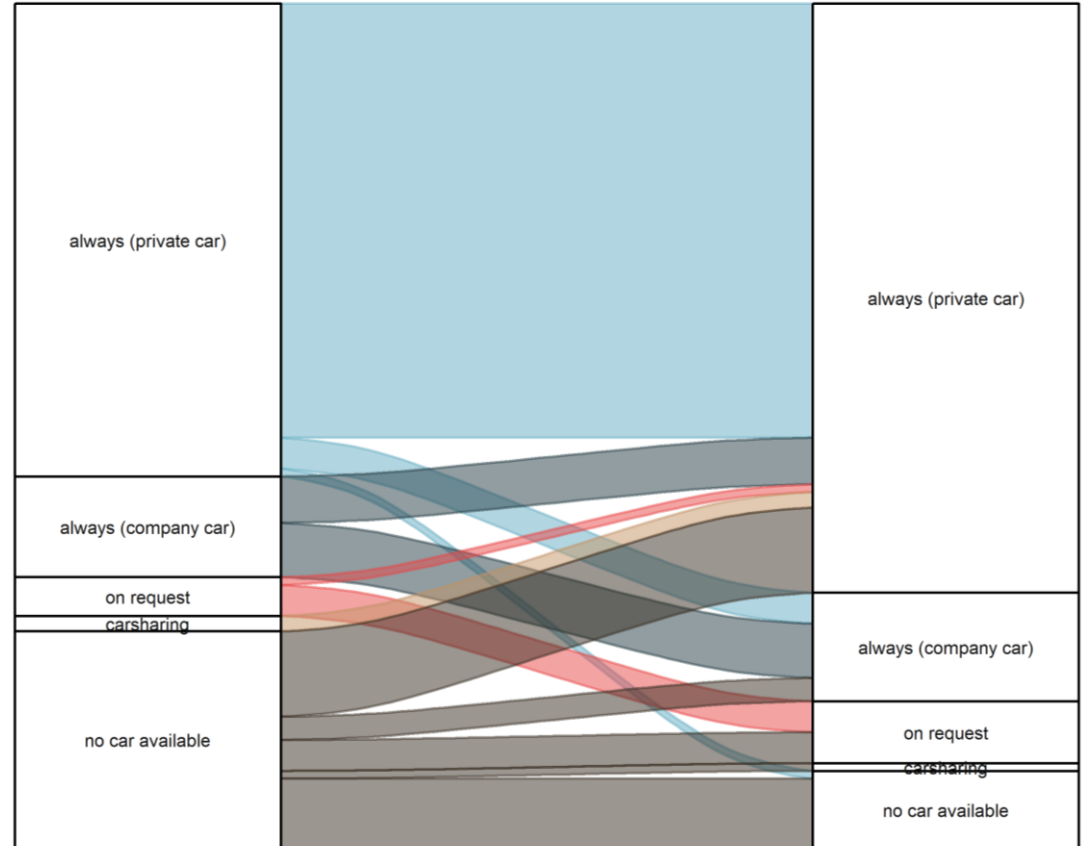 always (private car)
always (company car)
on request
carsharing
no car available
always (private car)
always (company car)
on request
carsharing
no car available